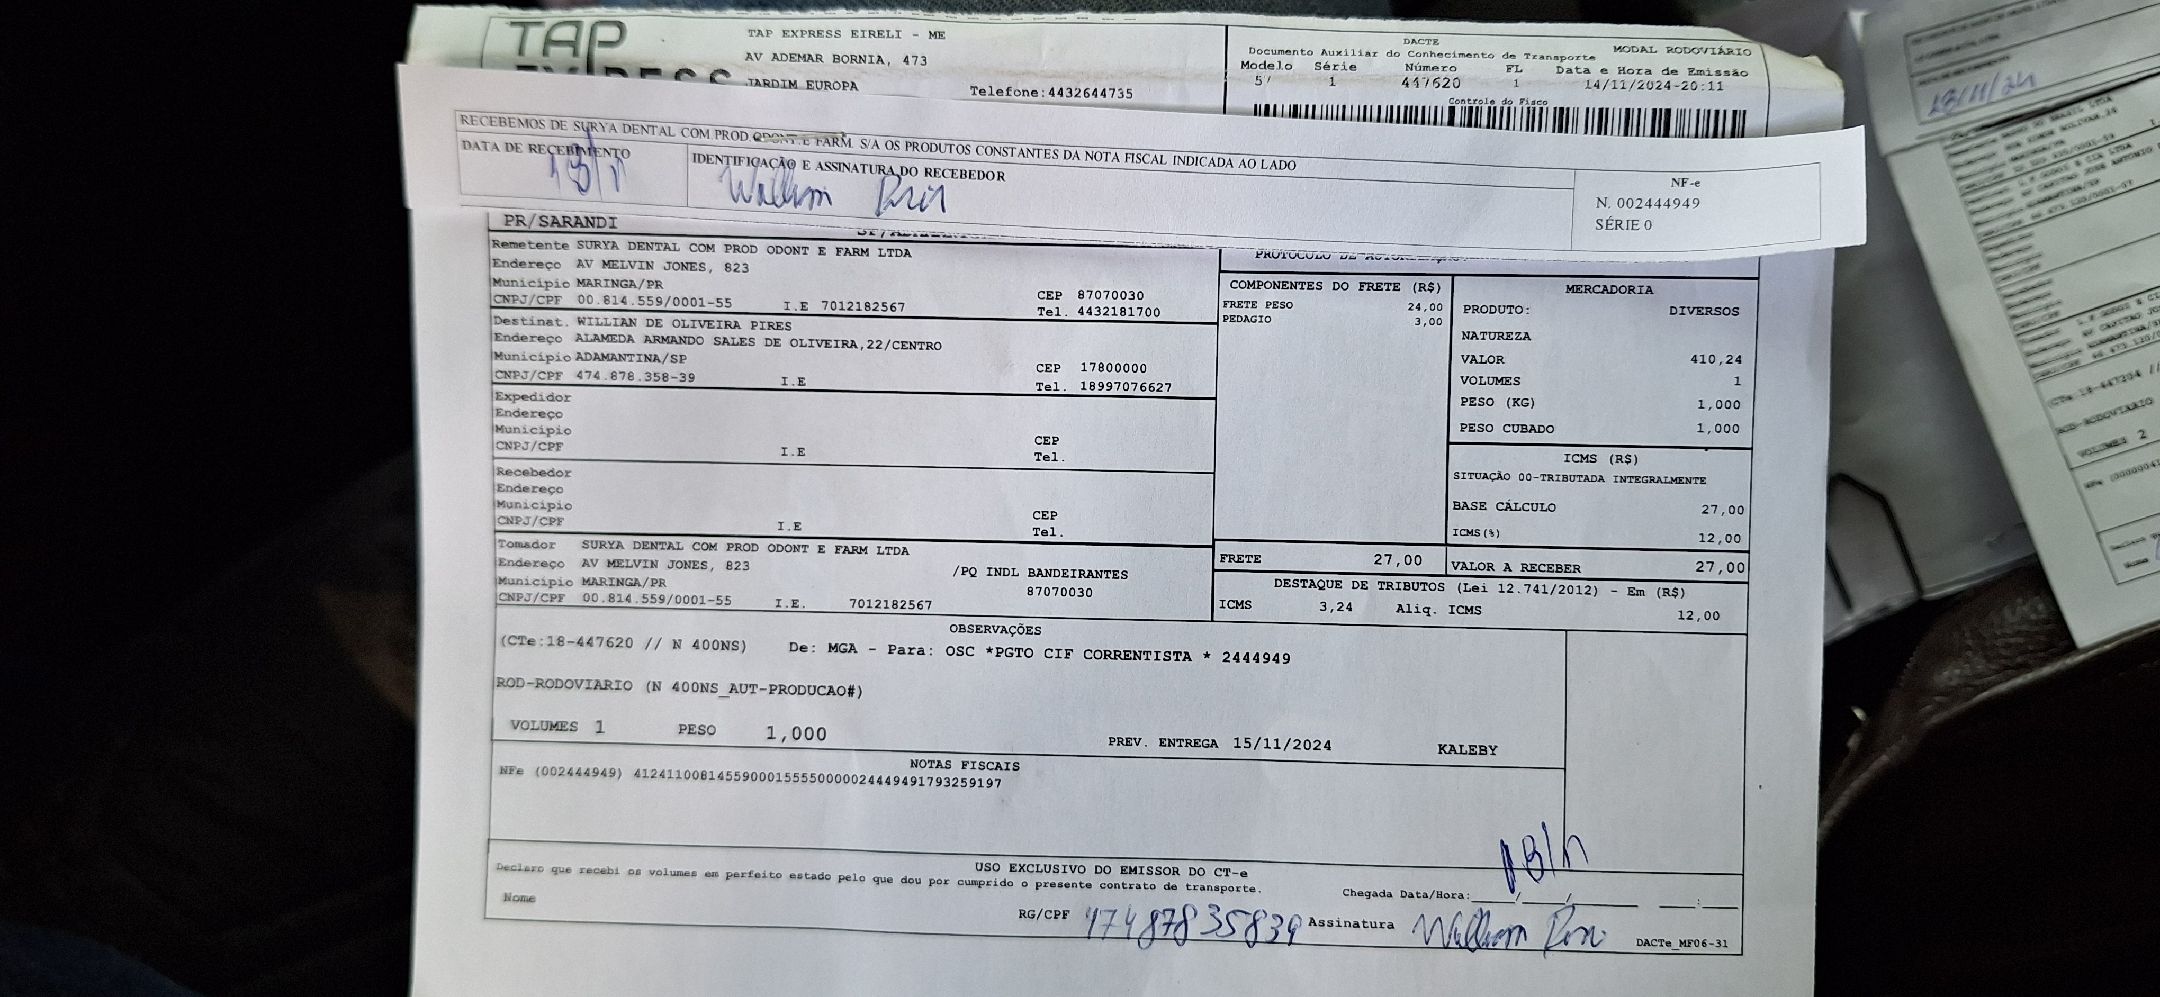 TAP
TAP EXPRESS EIRELI - ME
AV ADEMAR BORNIA, 473
JARDIM EUROPA
Telefone:4432644735
DACTE
Documento Auxiliar do Conhecimento de Transporte
MODAL RODOVIÁRIO
Modelo Série Número FL Data e Hora de Emissão
57 1 447620 1 14/11/2024-20:11
Controle do Fisco
RECEBEMOS DE SURYA DENTAL COM PROD ODONT.E FARM S/A OS PRODUTOS CONSTANTES DA NOTA FISCAL INDICADA AO LADO
DATA DE RECEBIMENTO
IDENTIFICAÇÃO E ASSINATURA DO RECEBEDOR
NF-e
N. 002444949
SÉRIE 0
PR/SARANDI
Remetente SURYA DENTAL COM PROD ODONT E FARM LTDA
Endereço AV MELVIN JONES, 823
Municipio MARINGA/PR
CEP 87070030
CNPJ/CPF 00.814.559/0001-55 I.E 7012182567 Tel. 4432181700
Destinat. WILLIAN DE OLIVEIRA PIRES
Endereço ALAMEDA ARMANDO SALES DE OLIVEIRA,22/CENTRO
Municipio ADAMANTINA/SP
CEP 17800000
CNPJ/CPF 474.878.358-39 I.E Tel. 18997076627
Expedidor
Endereço
Municipio CEP
CNPJ/CPF I.E Tel.
Recebedor
Endereço
Municipio CEP
CNPJ/CPF I.E Tel.
Tomador SURYA DENTAL COM PROD ODONT E FARM LTDA
Endereço AV MELVIN JONES, 823 /PQ INDL BANDEIRANTES
Municipio MARINGA/PR 87070030
CNPJ/CPF 00.814.559/0001-55 I.E. 7012182567
COMPONENTES DO FRETE (R$)
FRETE PESO 24,00
PEDAGIO 3,00
MERCADORIA
PRODUTO: DIVERSOS
NATUREZA
VALOR 410,24
VOLUMES 1
PESO (KG) 1,000
PESO CUBADO 1,000
ICMS (R$)
SITUAÇÃO 00-TRIBUTADA INTEGRALMENTE
BASE CÁLCULO 27,00
ICMS(%) 12,00
FRETE 27,00 VALOR A RECEBER 27,00
DESTAQUE DE TRIBUTOS (Lei 12.741/2012) - Em (R$)
ICMS 3,24 Aliq. ICMS 12,00
OBSERVAÇÕES
(CTe:18-447620 // N 400NS) De: MGA - Para: OSC *PGTO CIF CORRENTISTA * 2444949
ROD-RODOVIARIO (N 400NS_AUT-PRODUCAO#)
VOLUMES 1 PESO 1,000 PREV. ENTREGA 15/11/2024 KALEBY
NOTAS FISCAIS
NFe (002444949) 41241100814559000155550000024449491793259197
USO EXCLUSIVO DO EMISSOR DO CT-e
Declaro que recebi os volumes em perfeito estado pelo que dou por cumprido o presente contrato de transporte.
Chegada Data/Hora:
Nome RG/CPF 47487835839 Assinatura DACTe_MF06-31